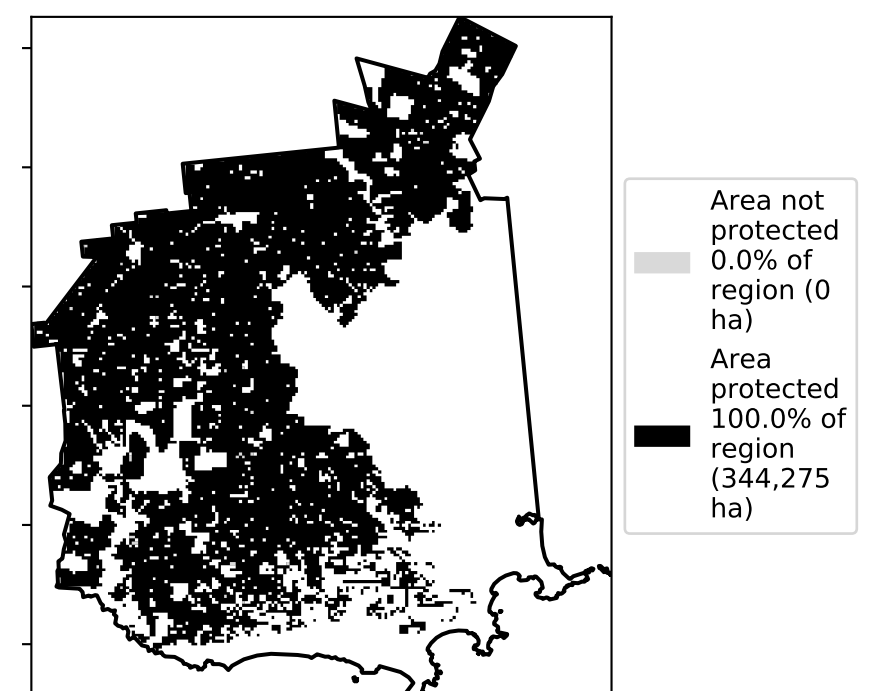 Area not
protected
0.0% of
region (0
ha)
Area
protected
100.0% of
region
(344,275
ha)